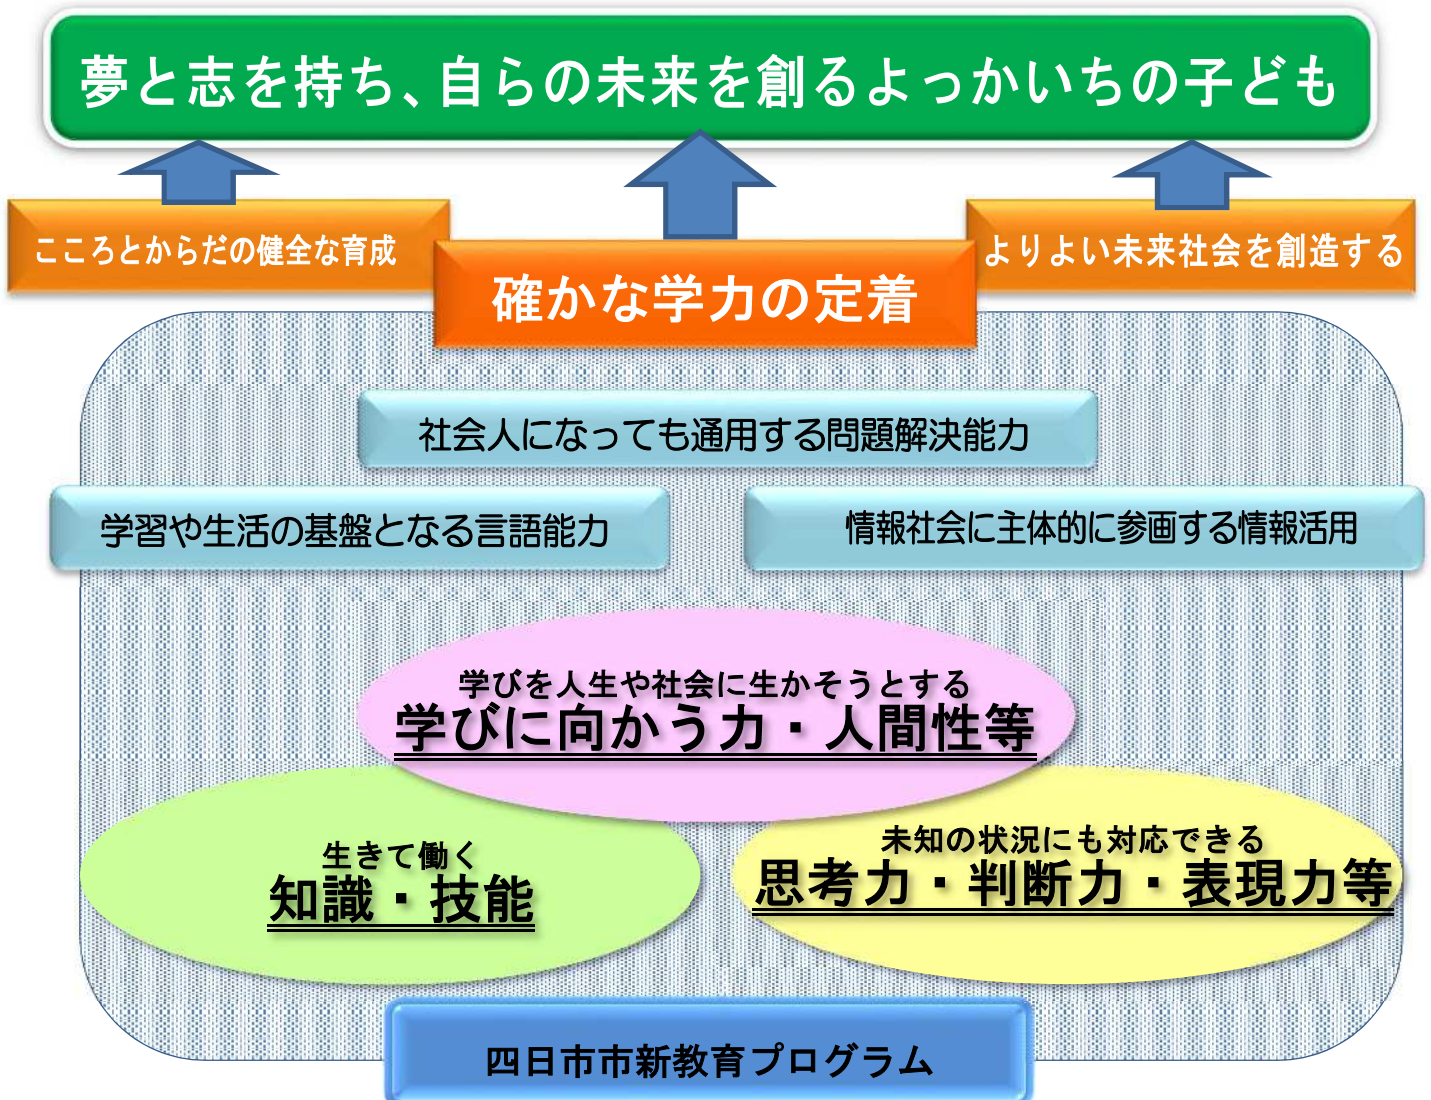 夢と志を持ち、自らの未来を創るよっかいちの子ども
こころとからだの健全な育成
確かな学力の定着
よりよい未来社会を創造する
社会人になっても通用する問題解決能力
学習や生活の基盤となる言語能力
情報社会に主体的に参画する情報活用
学びを人生や社会に生かそうとする
学びに向かう力・人間性等
生きて働く
知識・技能
未知の状況にも対応できる
思考力・判断力・表現力等
四日市市新教育プログラム